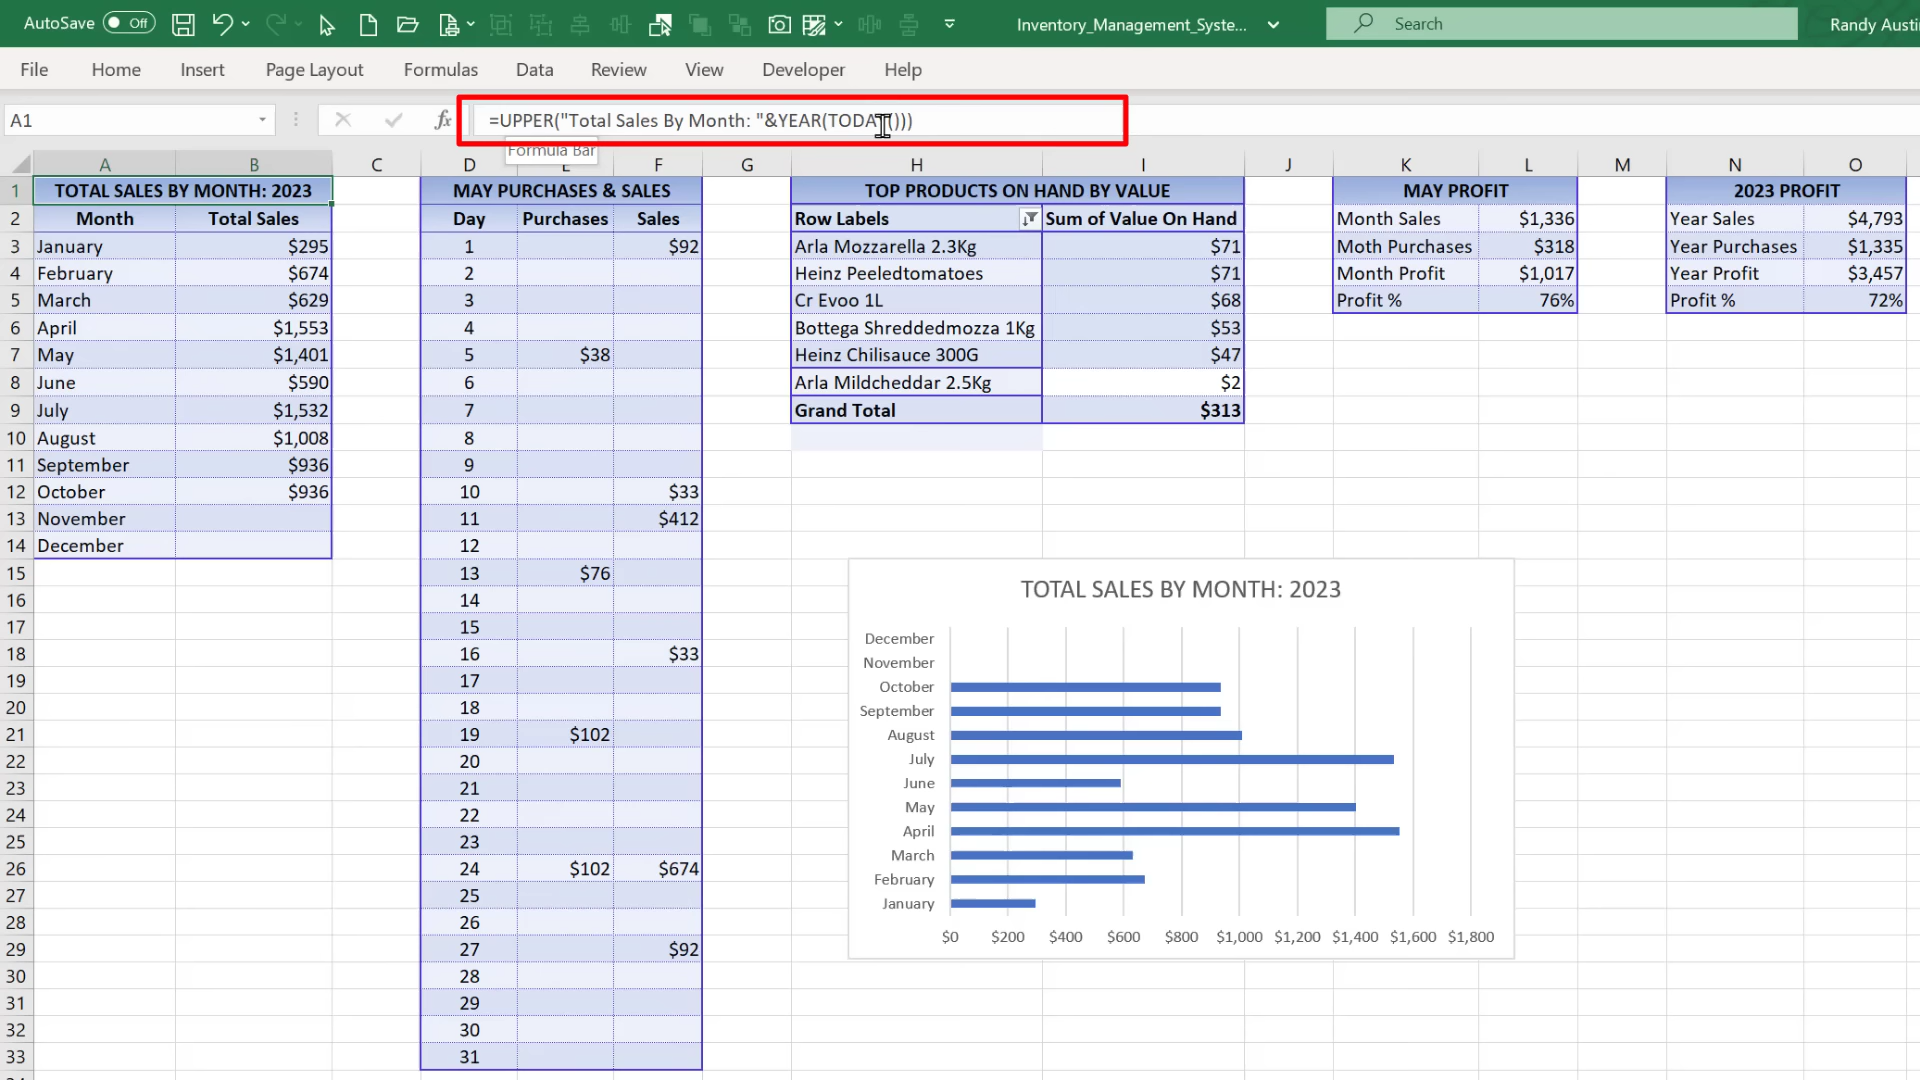 AutoSave Off Inventory_Management_Syste... Search Randy Austi
File Home Insert Page Layout Formulas Data Review View Developer Help
A1 fx =UPPER("Total Sales By Month: "&YEAR(TODAY()))
Formula Bar
A B C D E F G H I J K L M N O
1 TOTAL SALES BY MONTH: 2023 MAY PURCHASES & SALES TOP PRODUCTS ON HAND BY VALUE MAY PROFIT 2023 PROFIT
2 Month Total Sales Day Purchases Sales Row Labels Sum of Value On Hand Month Sales $1,336 Year Sales $4,793
3 January $295 1 $92 Arla Mozzarella 2.3Kg $71 Moth Purchases $318 Year Purchases $1,335
4 February $674 2 Heinz Peeledtomatoes $71 Month Profit $1,017 Year Profit $3,457
5 March $629 3 Cr Evoo 1L $68 Profit % 76% Profit % 72%
6 April $1,553 4 Bottega Shreddedmozza 1Kg $53
7 May $1,401 5 $38 Heinz Chilisauce 300G $47
8 June $590 6 Arla Mildcheddar 2.5Kg $2
9 July $1,532 7 Grand Total $313
10 August $1,008 8
11 September $936 9
12 October $936 10 $33
13 November 11 $412
14 December 12
15 13 $76
16 14
17 15
18 16 $33
19 17
20 18
21 19 $102
22 20
23 21
24 22
25 23
26 24 $102 $674
27 25
28 26
29 27 $92
30 28
31 29
32 30
33 31
TOTAL SALES BY MONTH: 2023
December
November
October
September
August
July
June
May
April
March
February
January
$0 $200 $400 $600 $800 $1,000 $1,200 $1,400 $1,600 $1,800